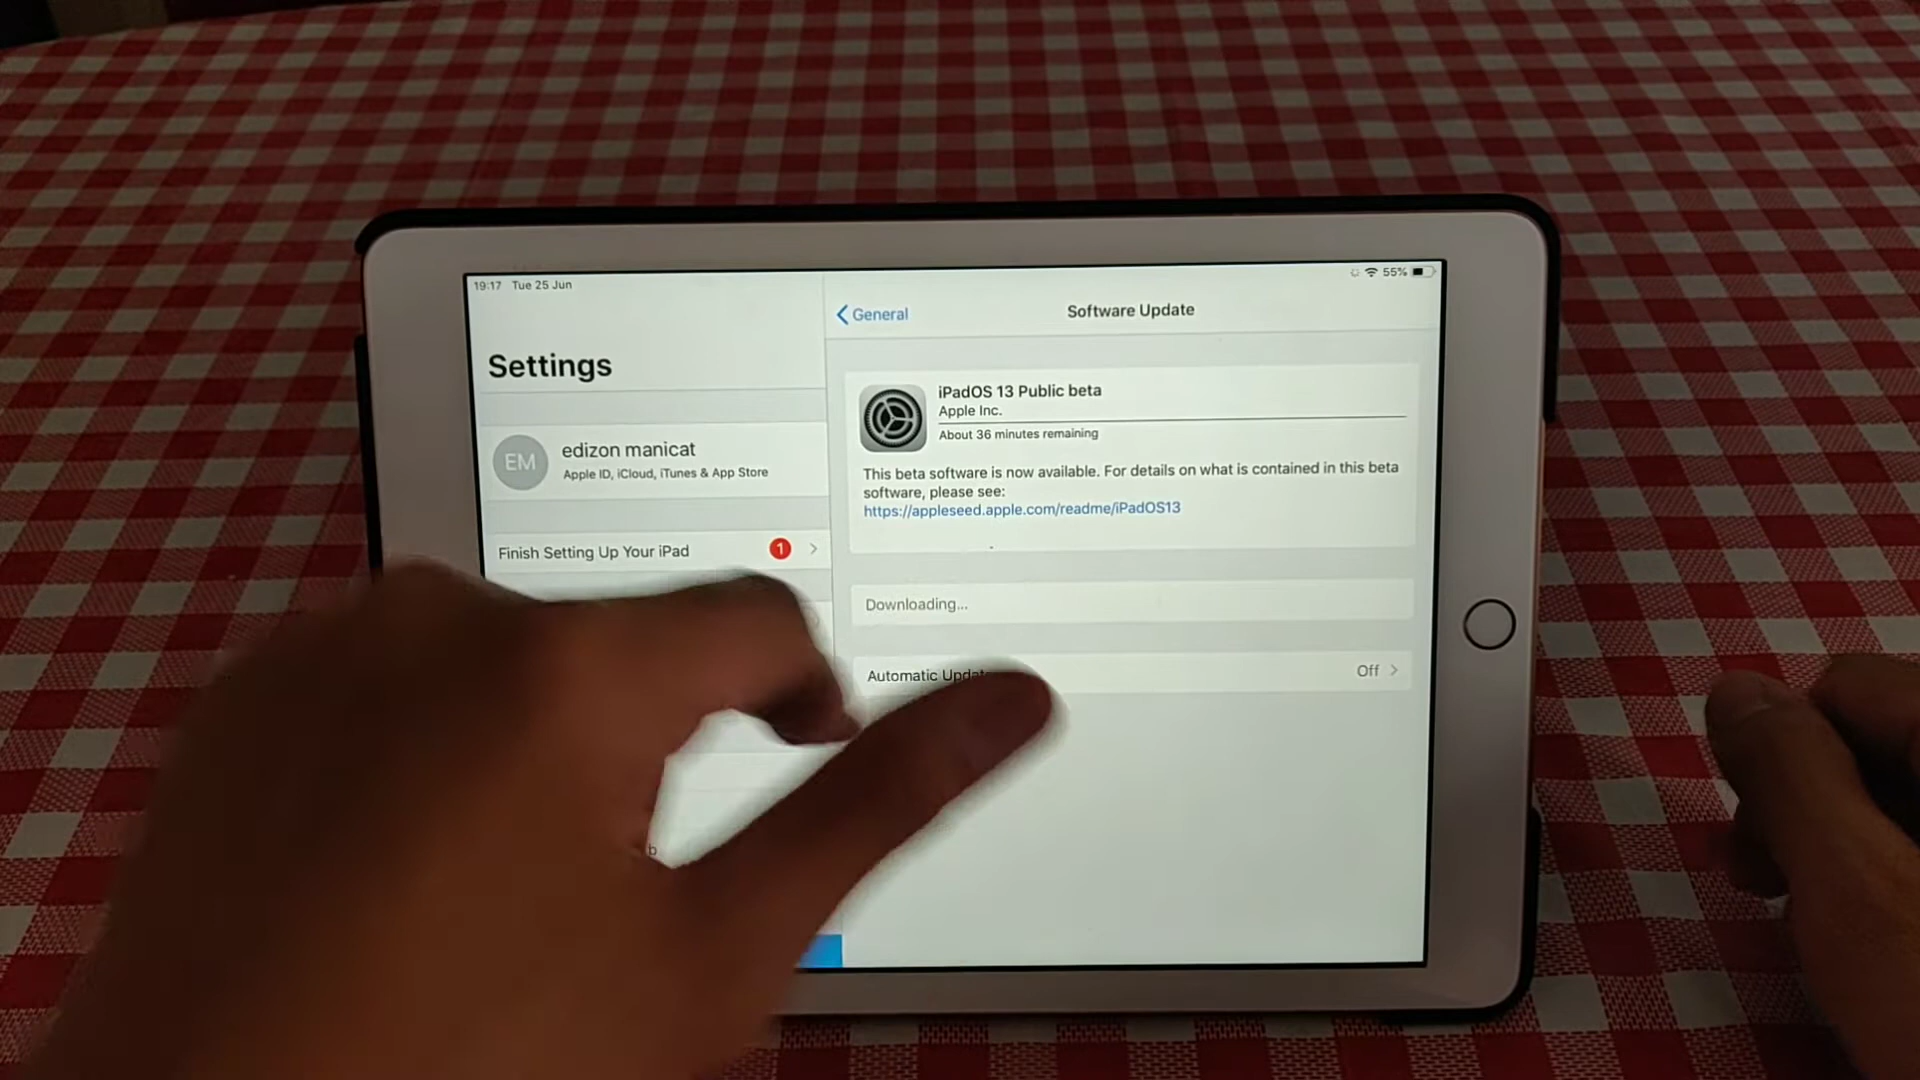 19:17 Tue 25 Jun
55%
General
Software Update
Settings
iPadOS 13 Public beta
Apple Inc.
About 36 minutes remaining
EM
edizon manicat
Apple ID, iCloud, iTunes & App Store
This beta software is now available. For details on what is contained in this beta
software, please see:
https://appleseed.apple.com/readme/iPadOS13
Finish Setting Up Your iPad
1
Downloading...
Automatic Update
Off
b